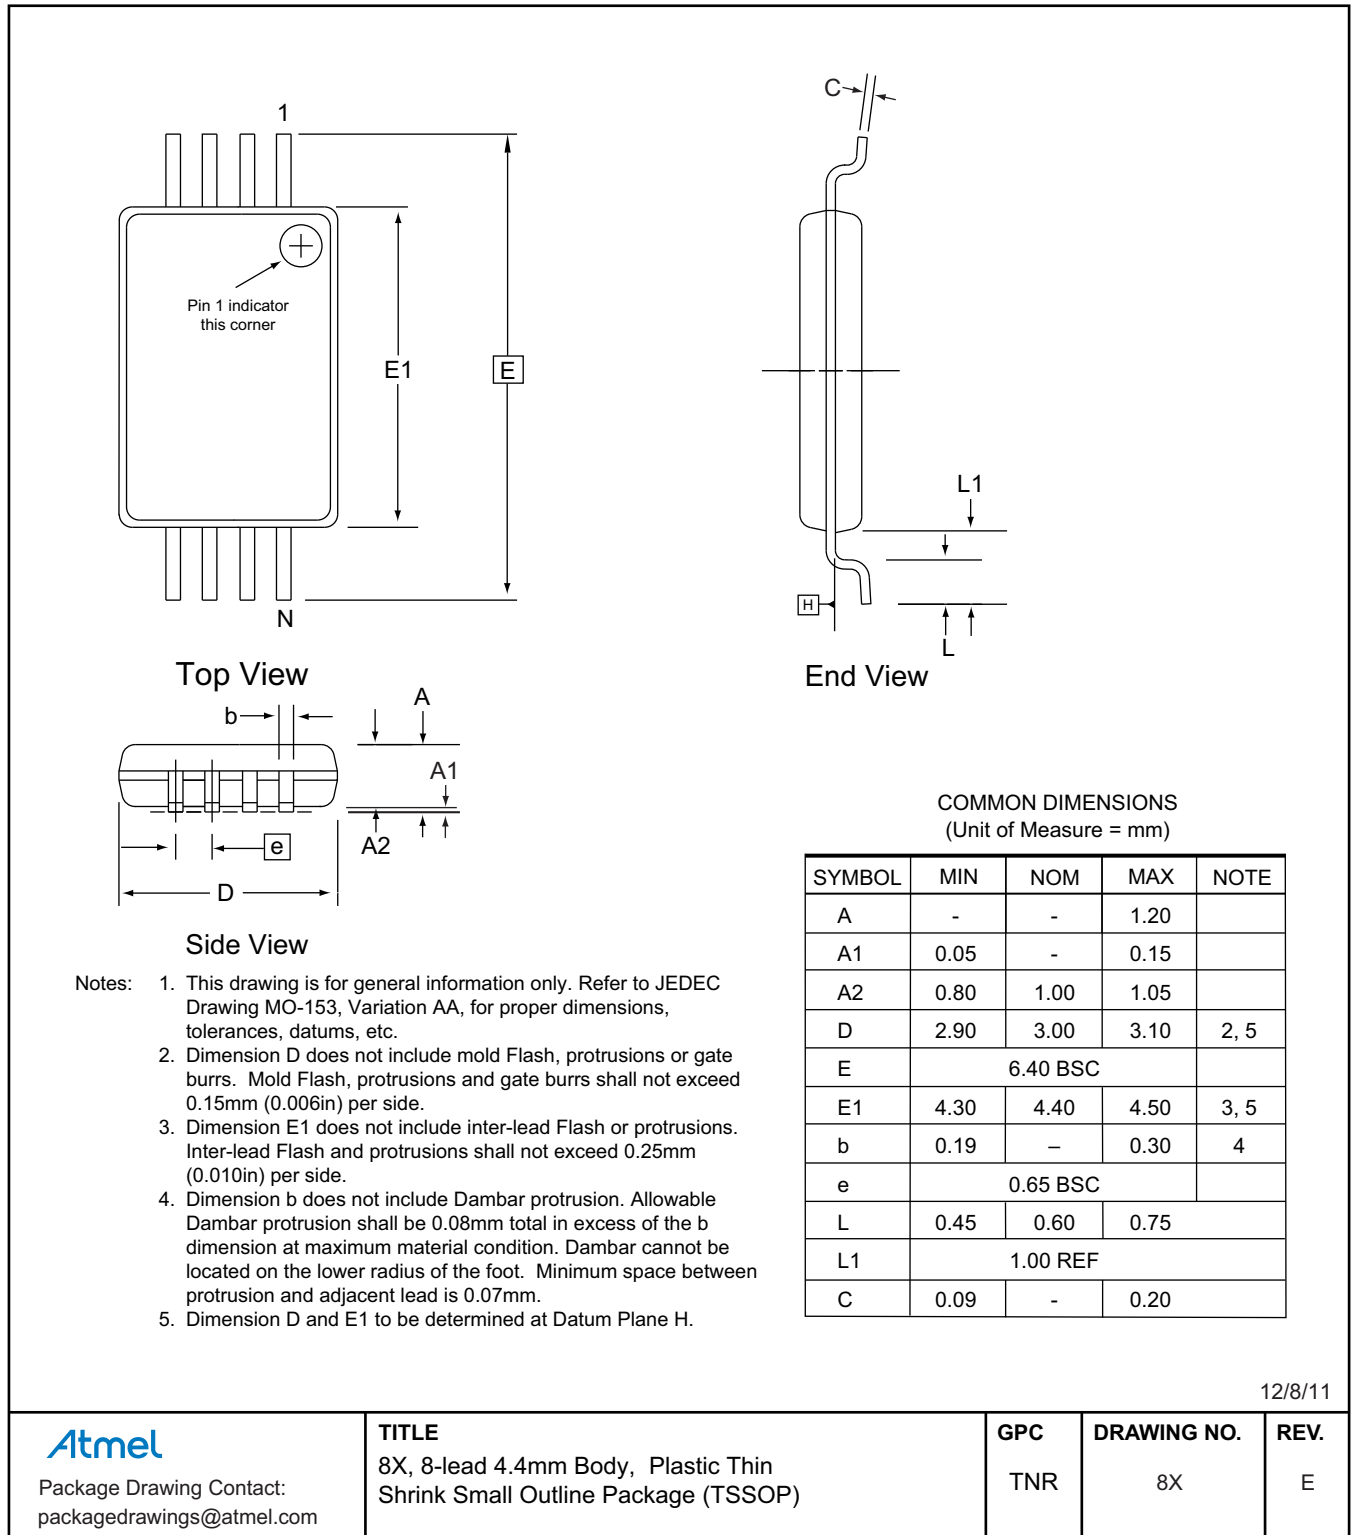 1
C
Pin 1 indicator
this corner
E1
E
L1
H
L
N
Top View
End View
b
A
A1
A2
e
D
Side View
COMMON DIMENSIONS
(Unit of Measure = mm)
SYMBOL MIN NOM MAX NOTE
A - - 1.20
A1 0.05 - 0.15
A2 0.80 1.00 1.05
D 2.90 3.00 3.10 2, 5
E 6.40 BSC
E1 4.30 4.40 4.50 3, 5
b 0.19 – 0.30 4
e 0.65 BSC
L 0.45 0.60 0.75
L1 1.00 REF
C 0.09 - 0.20
Notes: 1. This drawing is for general information only. Refer to JEDEC
Drawing MO-153, Variation AA, for proper dimensions,
tolerances, datums, etc.
2. Dimension D does not include mold Flash, protrusions or gate
burrs. Mold Flash, protrusions and gate burrs shall not exceed
0.15mm (0.006in) per side.
3. Dimension E1 does not include inter-lead Flash or protrusions.
Inter-lead Flash and protrusions shall not exceed 0.25mm
(0.010in) per side.
4. Dimension b does not include Dambar protrusion. Allowable
Dambar protrusion shall be 0.08mm total in excess of the b
dimension at maximum material condition. Dambar cannot be
located on the lower radius of the foot. Minimum space between
protrusion and adjacent lead is 0.07mm.
5. Dimension D and E1 to be determined at Datum Plane H.
12/8/11
Atmel
Package Drawing Contact:
packagedrawings@atmel.com
TITLE
8X, 8-lead 4.4mm Body, Plastic Thin
Shrink Small Outline Package (TSSOP)
GPC
TNR
DRAWING NO.
8X
REV.
E